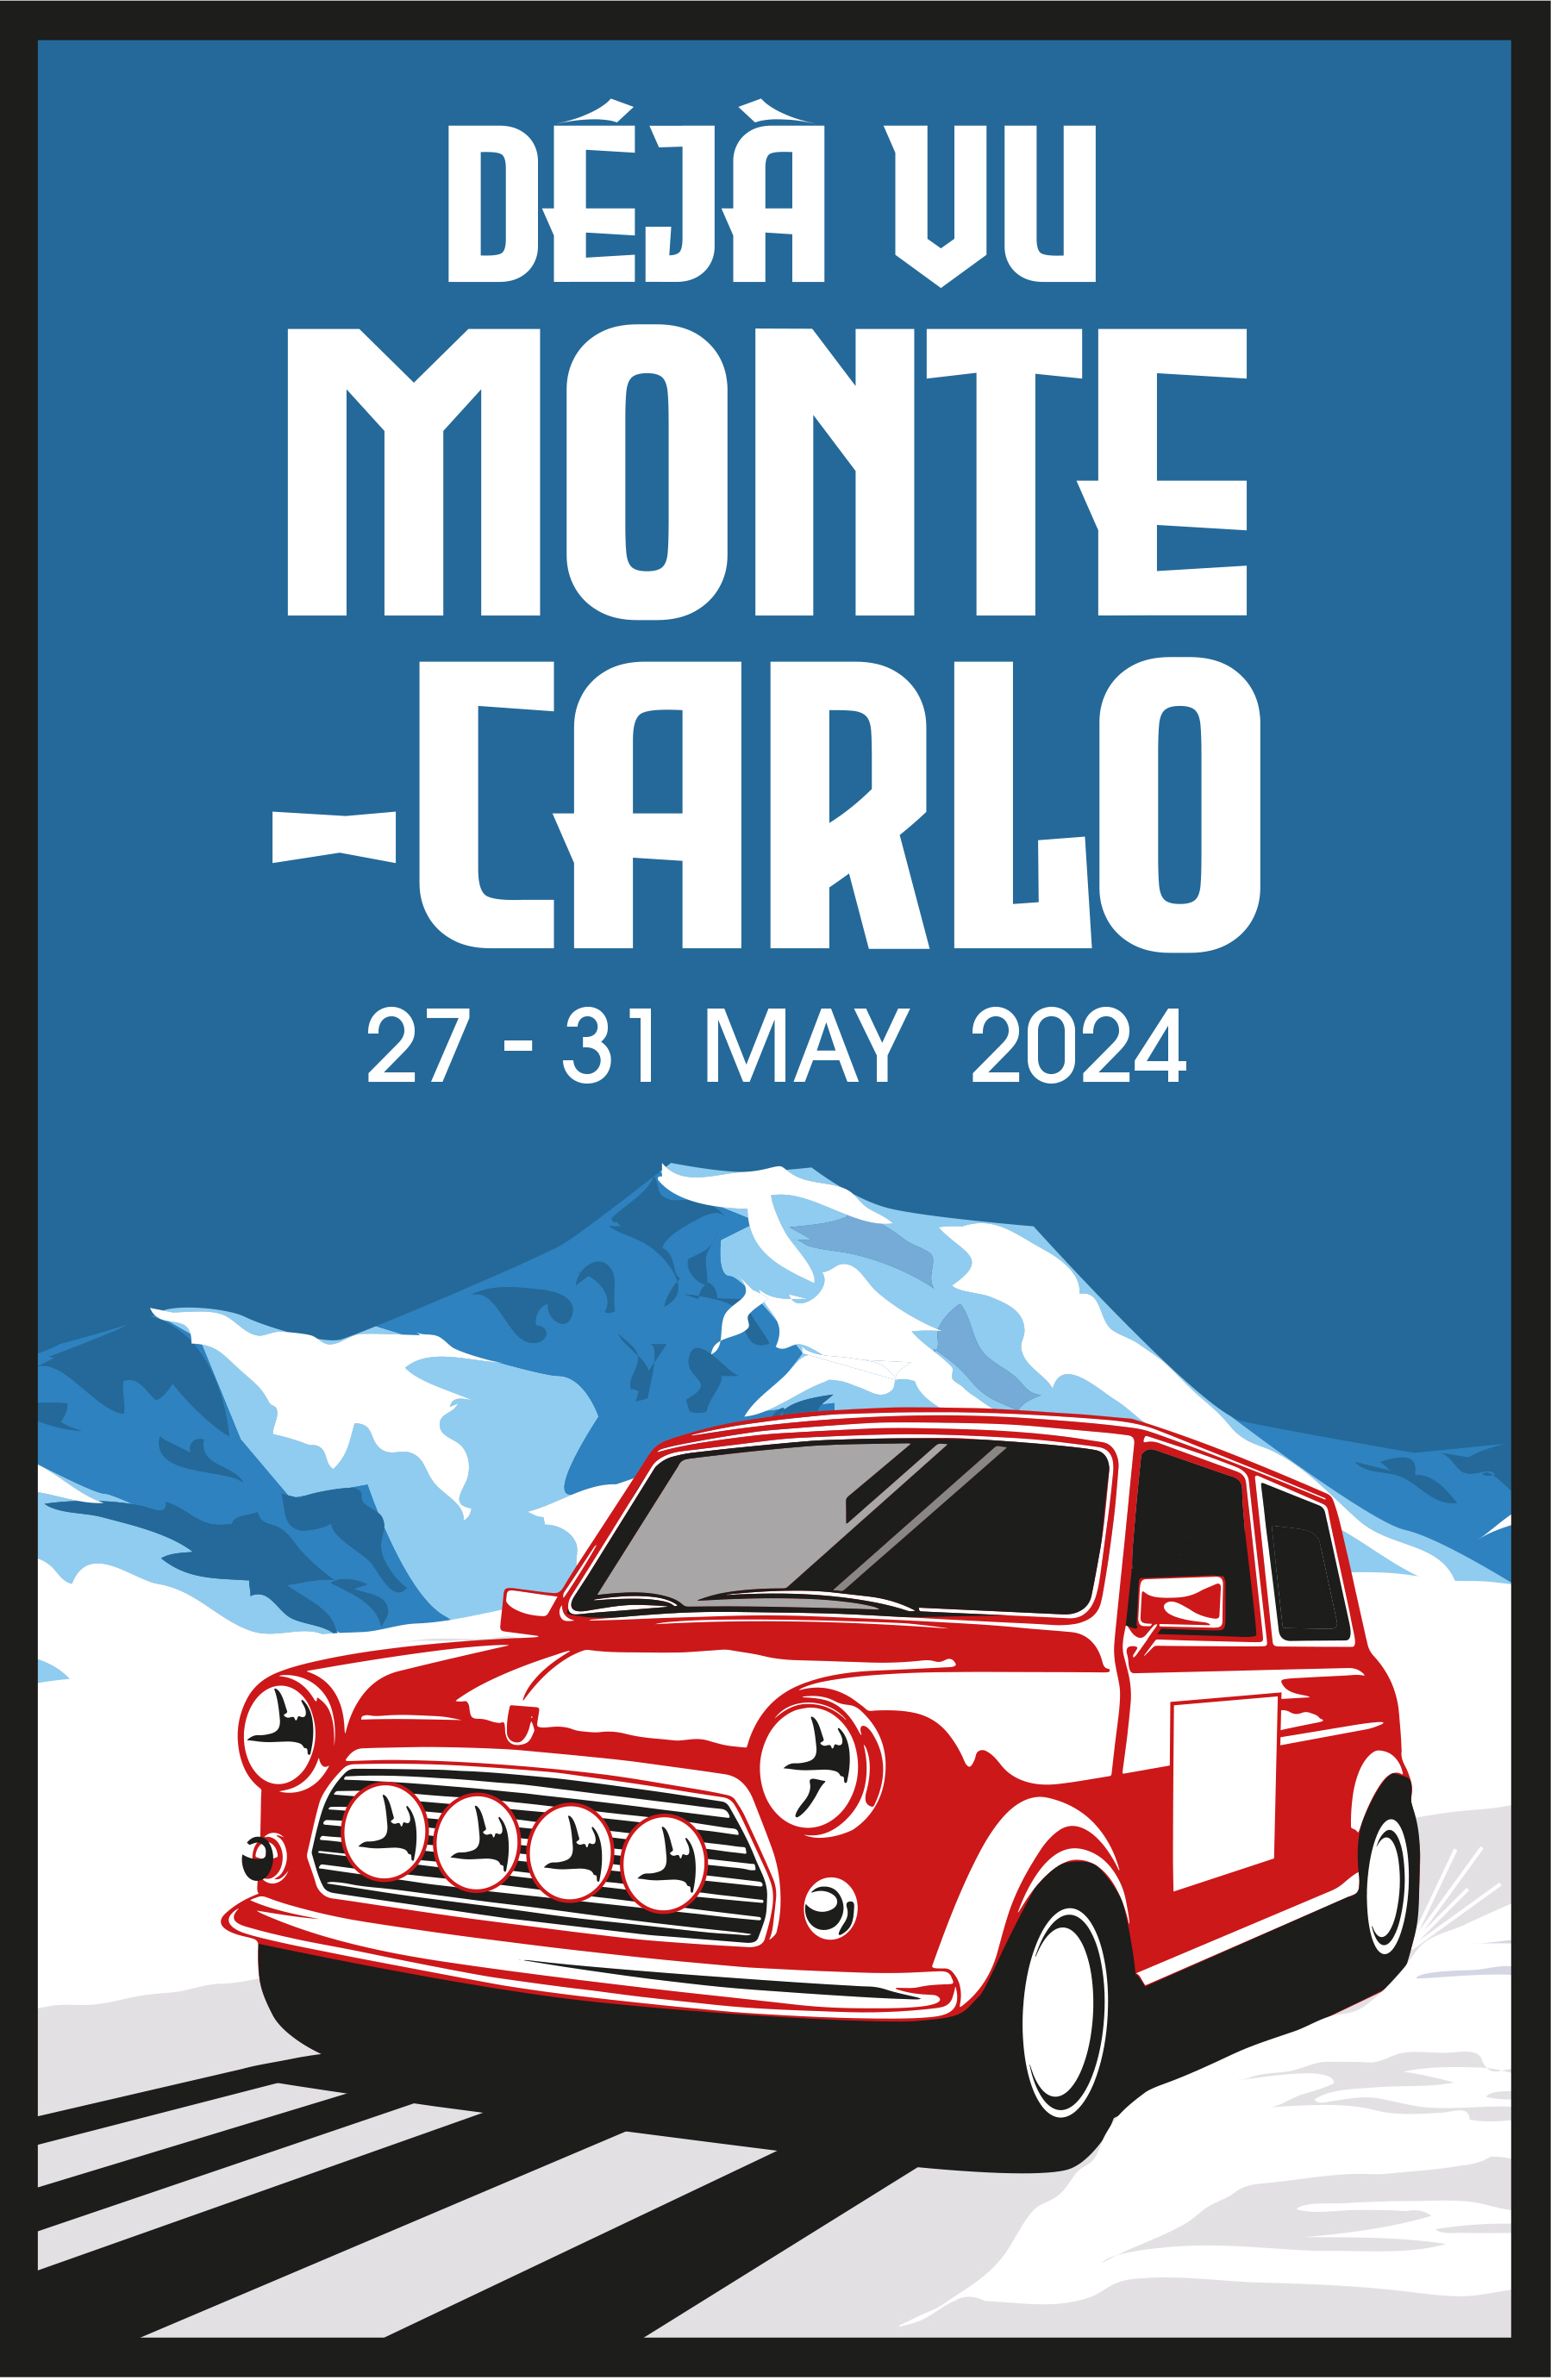 DÉJÀ VU
MONTE
-CARLO
27 - 31 MAY 2024